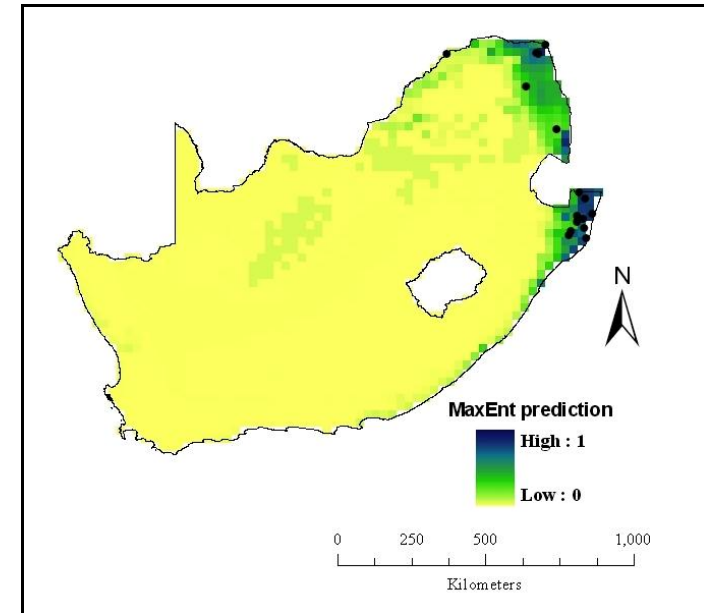 N
MaxEnt prediction
High : 1
Low : 0
0 250 500 1,000
Kilometers